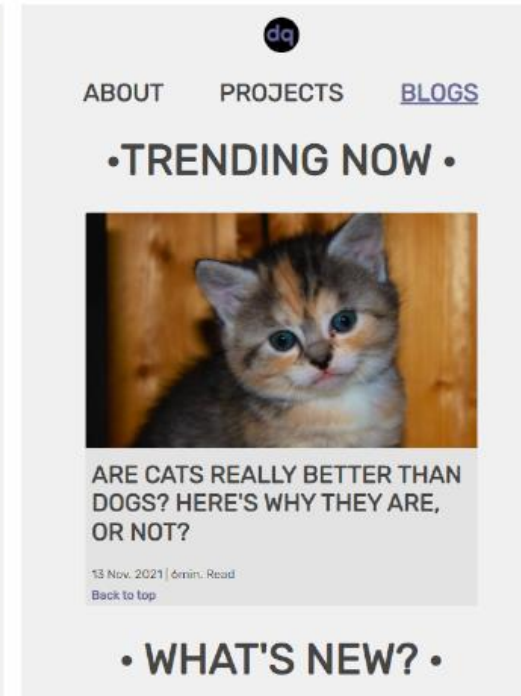 dq
ABOUT PROJECTS BLOGS
•TRENDING NOW •
ARE CATS REALLY BETTER THAN
DOGS? HERE'S WHY THEY ARE,
OR NOT?
13 Nov. 2021 | 6min. Read
Back to top
• WHAT'S NEW? •